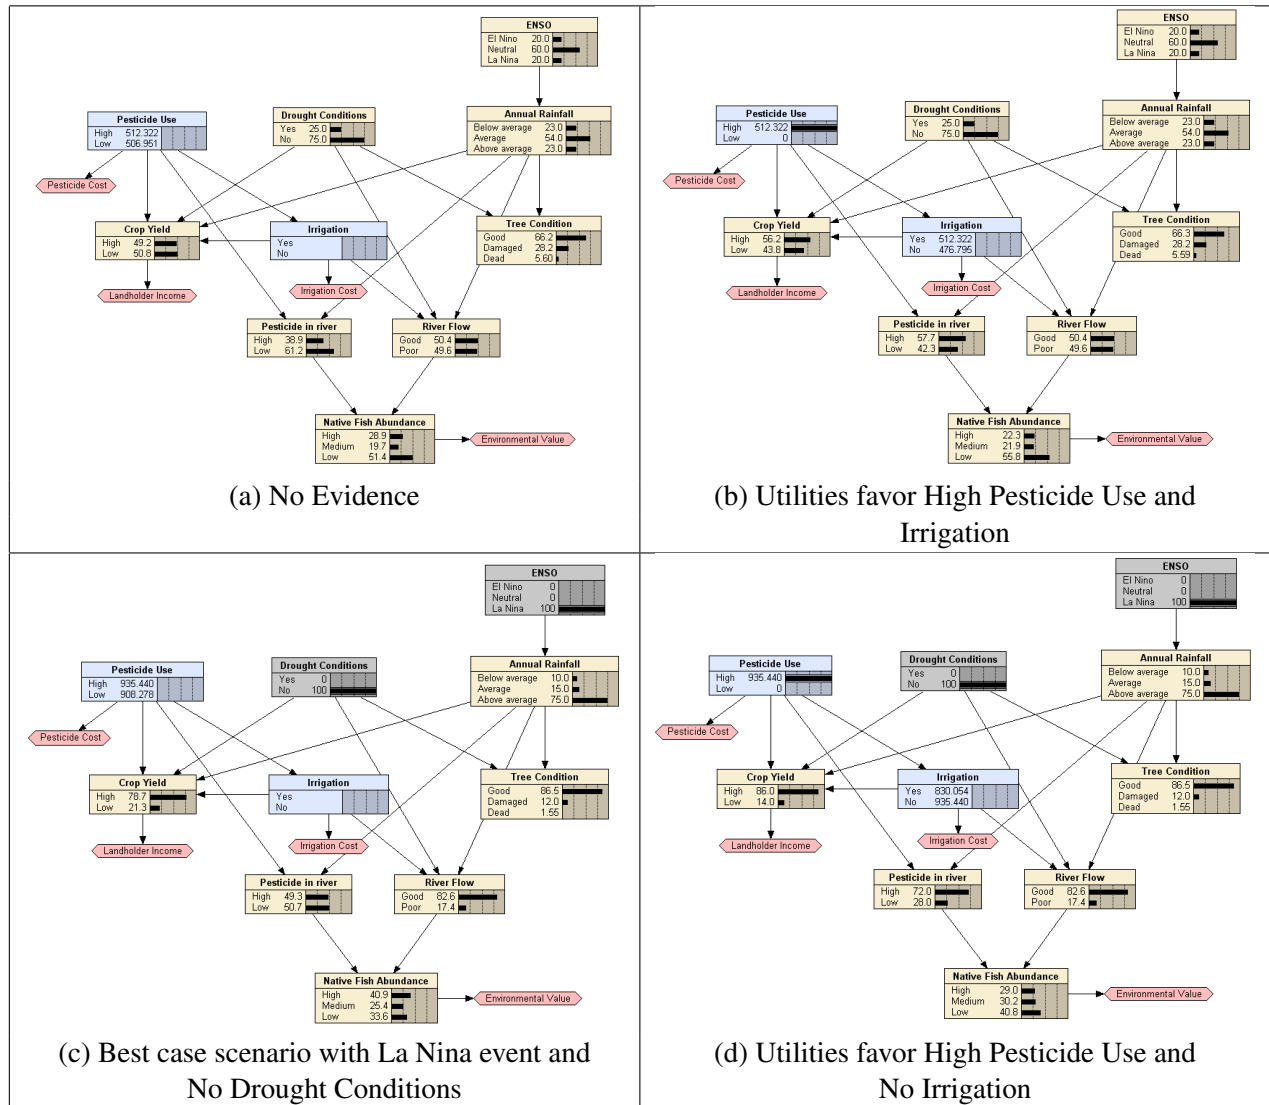 ENSO
El Nino 20.0
Neutral 60.0
La Nina 20.0
Pesticide Use
High 512.322
Low 506.951
Drought Conditions
Yes 25.0
No 75.0
Annual Rainfall
Below average 23.0
Average 54.0
Above average 23.0
Pesticide Cost
Crop Yield
High 49.2
Low 50.8
Irrigation
Yes
No
Tree Condition
Good 66.2
Damaged 28.2
Dead 5.60
Landholder Income
Irrigation Cost
Pesticide in river
High 38.9
Low 61.2
River Flow
Good 50.4
Poor 49.6
Native Fish Abundance
High 28.9
Medium 19.7
Low 51.4
Environmental Value
(a) No Evidence
ENSO
El Nino 20.0
Neutral 60.0
La Nina 20.0
Pesticide Use
High 512.322
Low 0
Drought Conditions
Yes 25.0
No 75.0
Annual Rainfall
Below average 23.0
Average 54.0
Above average 23.0
Pesticide Cost
Crop Yield
High 56.2
Low 43.8
Irrigation
Yes 512.322
No 476.795
Tree Condition
Good 66.3
Damaged 28.2
Dead 5.59
Landholder Income
Irrigation Cost
Pesticide in river
High 57.7
Low 42.3
River Flow
Good 50.4
Poor 49.6
Native Fish Abundance
High 22.3
Medium 21.9
Low 55.8
Environmental Value
(b) Utilities favor High Pesticide Use and
Irrigation
ENSO
El Nino 0
Neutral 0
La Nina 100
Pesticide Use
High 935.440
Low 908.278
Drought Conditions
Yes 0
No 100
Annual Rainfall
Below average 10.0
Average 15.0
Above average 75.0
Pesticide Cost
Crop Yield
High 78.7
Low 21.3
Irrigation
Yes
No
Tree Condition
Good 86.5
Damaged 12.0
Dead 1.55
Landholder Income
Irrigation Cost
Pesticide in river
High 49.3
Low 50.7
River Flow
Good 82.6
Poor 17.4
Native Fish Abundance
High 40.9
Medium 25.4
Low 33.6
Environmental Value
(c) Best case scenario with La Nina event and
No Drought Conditions
ENSO
El Nino 0
Neutral 0
La Nina 100
Pesticide Use
High 935.440
Low 0
Drought Conditions
Yes 0
No 100
Annual Rainfall
Below average 10.0
Average 15.0
Above average 75.0
Pesticide Cost
Crop Yield
High 86.0
Low 14.0
Irrigation
Yes 830.054
No 935.440
Tree Condition
Good 86.5
Damaged 12.0
Dead 1.55
Landholder Income
Irrigation Cost
Pesticide in river
High 72.0
Low 28.0
River Flow
Good 82.6
Poor 17.4
Native Fish Abundance
High 29.0
Medium 30.2
Low 40.8
Environmental Value
(d) Utilities favor High Pesticide Use and
No Irrigation